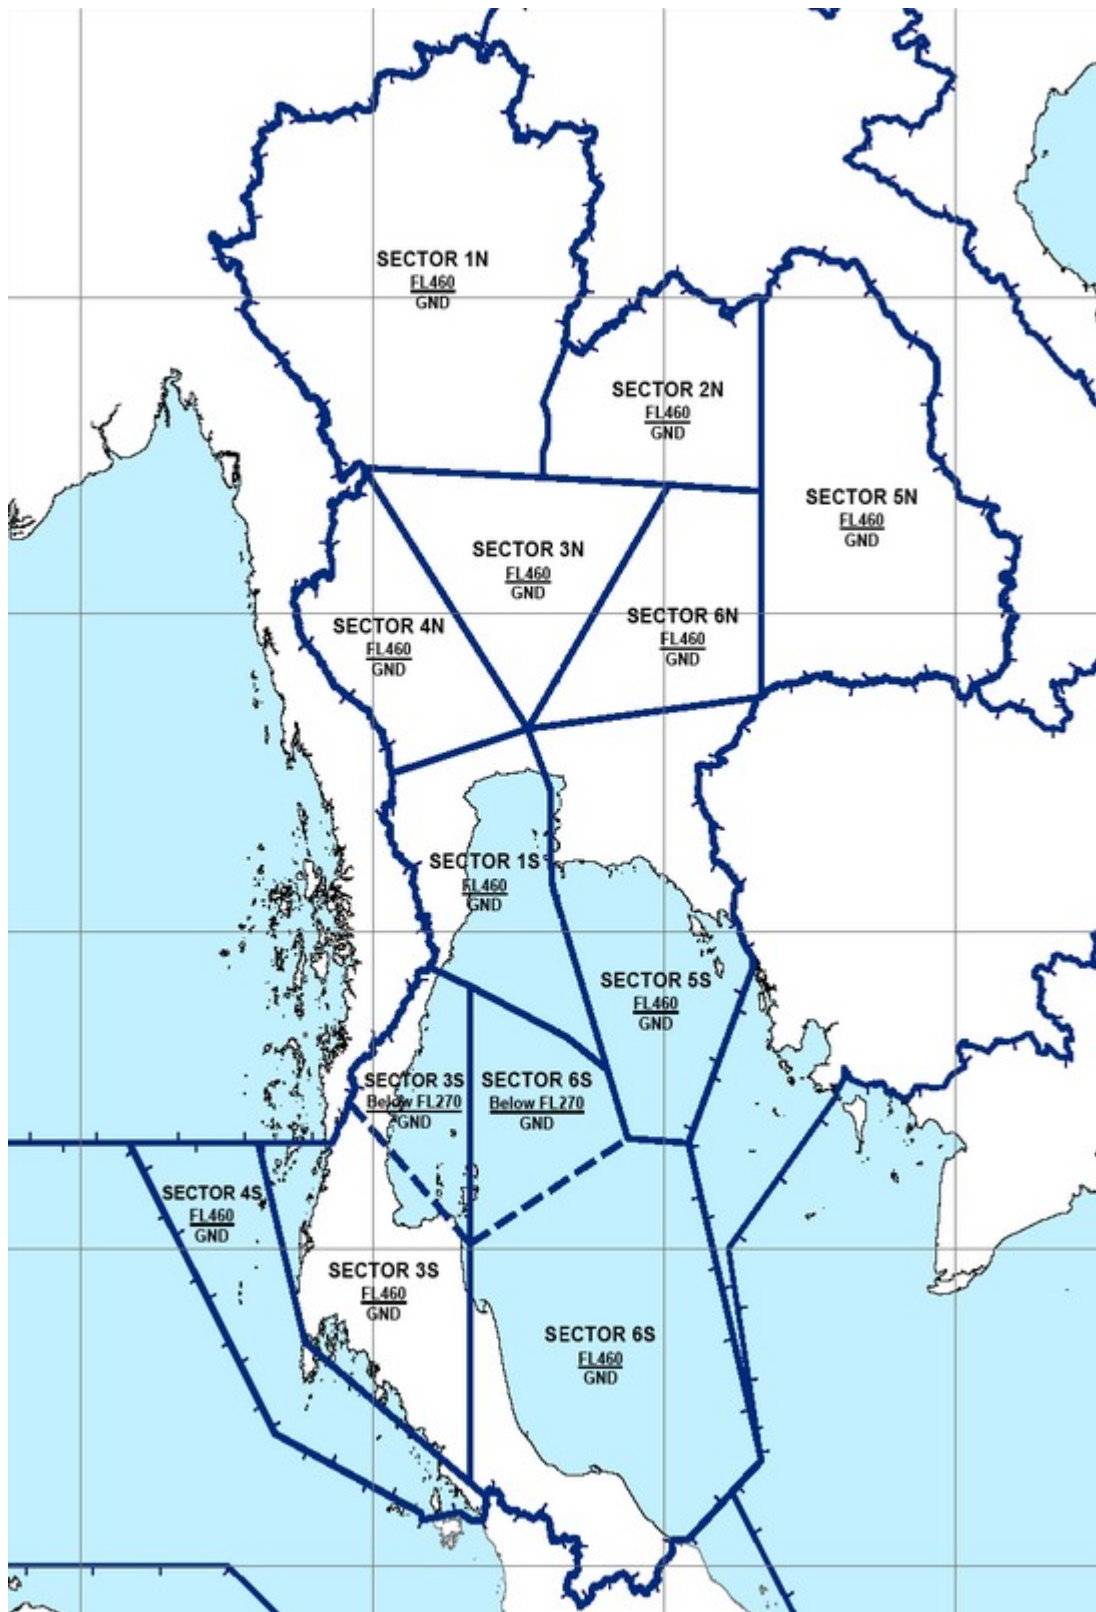 SECTOR 1N
FL460
GND
SECTOR 2N
FL460
GND
SECTOR 5N
FL460
GND
SECTOR 3N
FL460
GND
SECTOR 6N
FL460
GND
SECTOR 4N
FL460
GND
SECTOR 1S
FL460
GND
SECTOR 5S
FL460
GND
SECTOR 3S
Below FL270
GND
SECTOR 6S
Below FL270
GND
SECTOR 4S
FL460
GND
SECTOR 3S
FL460
GND
SECTOR 6S
FL460
GND